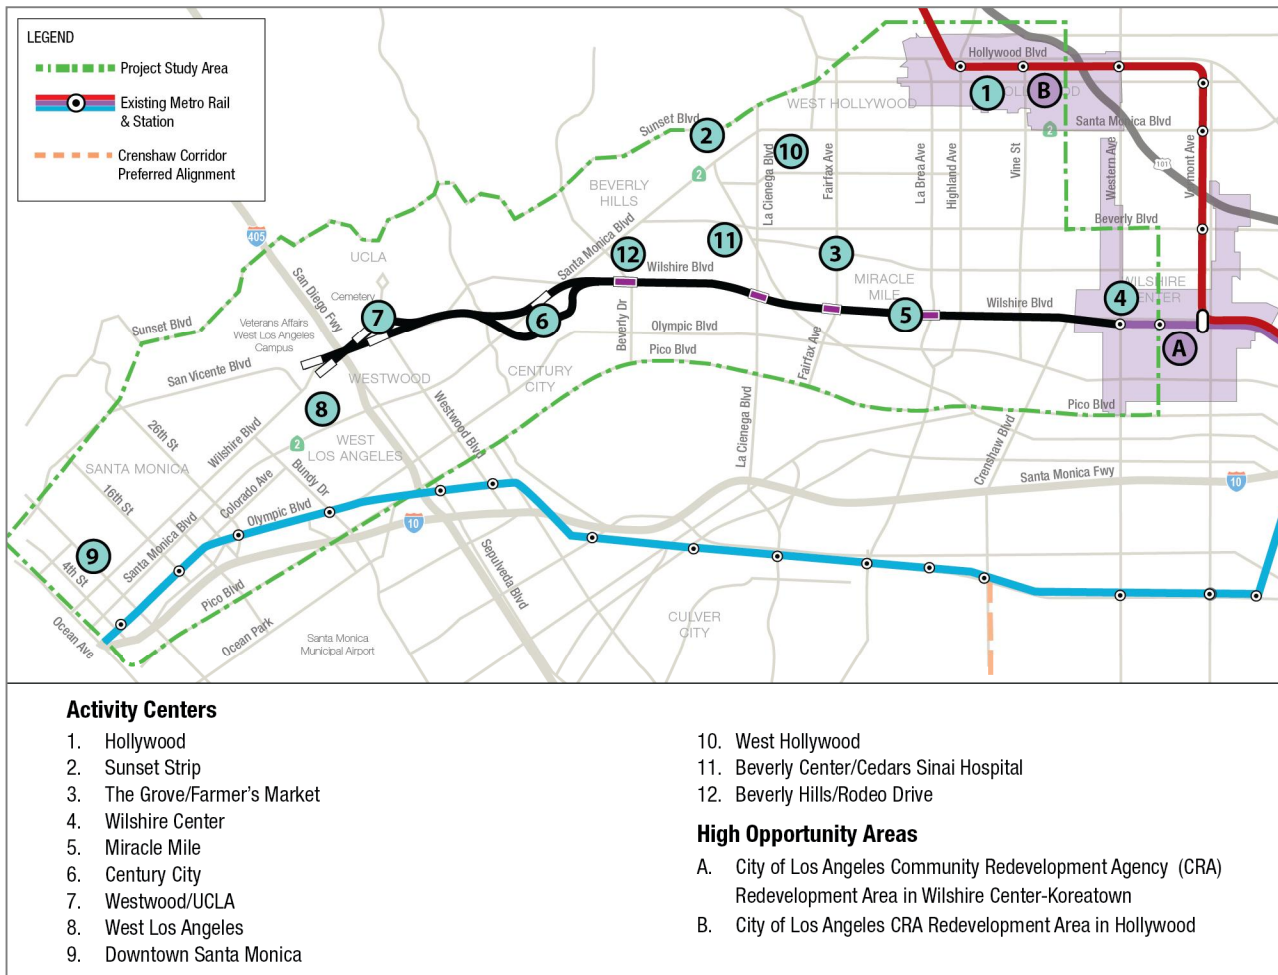 LEGEND
Project Study Area
Existing Metro Rail
& Station
Crenshaw Corridor
Preferred Alignment
Hollywood Blvd
1
B
WEST HOLLYWOOD
HOLLYWOOD
Sunset Blvd
2
Santa Monica Blvd
2
10
2
La Cienega Blvd
Fairfax Ave
La Brea Ave
Highland Ave
Vine St
Western Ave
101
Vermont Ave
BEVERLY
HILLS
Beverly Blvd
405
Santa Monica Blvd
11
12
3
UCLA
Wilshire Blvd
San Diego Fwy
MIRACLE
MILE
WILSHIRE
CENTER
4
Cemetery
7
6
5
Wilshire Blvd
Sunset Blvd
Veterans Affairs
West Los Angeles
Campus
Beverly Dr
Olympic Blvd
Pico Blvd
A
San Vicente Blvd
WESTWOOD
CENTURY
CITY
Fairfax Ave
8
Westwood Blvd
La Cienega Blvd
Pico Blvd
26th St
Wilshire Blvd
2
WEST
LOS ANGELES
Crenshaw Blvd
SANTA MONICA
Colorado Ave
Bundy Dr
Santa Monica Fwy
10
16th St
Olympic Blvd
Santa Monica Blvd
10
9
4th St
Sepulveda Blvd
Pico Blvd
Ocean Ave
Ocean Park
Santa Monica
Municipal Airport
CULVER
CITY
Activity Centers
1. Hollywood
2. Sunset Strip
3. The Grove/Farmer's Market
4. Wilshire Center
5. Miracle Mile
6. Century City
7. Westwood/UCLA
8. West Los Angeles
9. Downtown Santa Monica
10. West Hollywood
11. Beverly Center/Cedars Sinai Hospital
12. Beverly Hills/Rodeo Drive
High Opportunity Areas
A. City of Los Angeles Community Redevelopment Agency (CRA)
Redevelopment Area in Wilshire Center-Koreatown
B. City of Los Angeles CRA Redevelopment Area in Hollywood